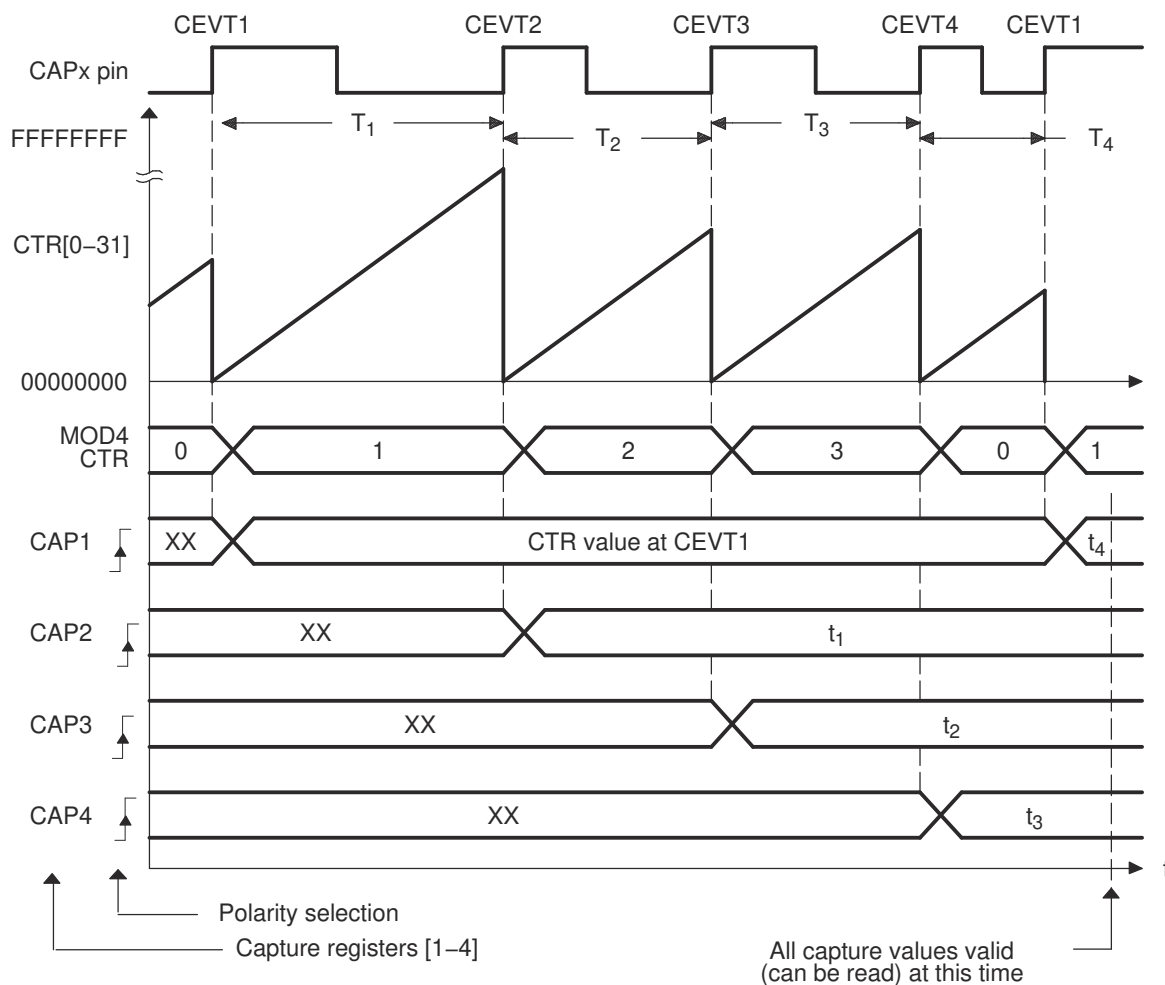 CEVT1 CEVT2 CEVT3 CEVT4 CEVT1
CAPx pin
T1 T2 T3 T4
FFFFFFFF
CTR[0−31]
00000000
MOD4
CTR
0 1 2 3 0 1
CAP1 XX CTR value at CEVT1 t4
CAP2 XX t1
CAP3 XX t2
CAP4 XX t3
t
Polarity selection
Capture registers [1−4]
All capture values valid
(can be read) at this time